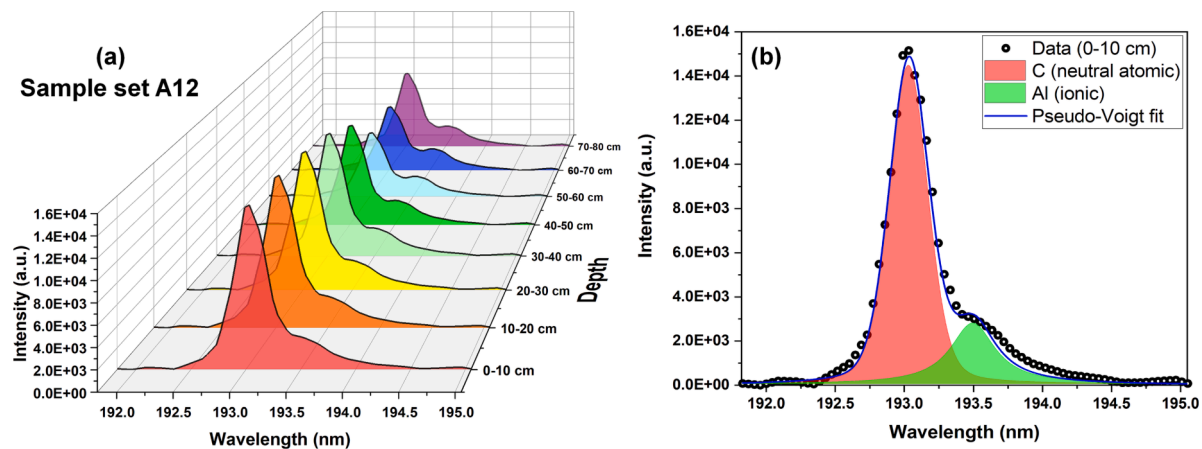 (a)
Sample set A12
Intensity (a.u.)
1.6E+04
1.4E+04
1.2E+04
1.0E+04
8.0E+03
6.0E+03
4.0E+03
2.0E+03
0.0E+00
192.0 192.5 193.0 193.5 194.0 194.5 195.0
Wavelength (nm)
70-80 cm
60-70 cm
50-60 cm
40-50 cm
30-40 cm
20-30 cm
10-20 cm
0-10 cm
Depth
(b)
Data (0-10 cm)
C (neutral atomic)
Al (ionic)
Pseudo-Voigt fit
Intensity (a.u.)
1.6E+04
1.4E+04
1.2E+04
1.0E+04
8.0E+03
6.0E+03
4.0E+03
2.0E+03
0.0E+00
192.0 192.5 193.0 193.5 194.0 194.5 195.0
Wavelength (nm)